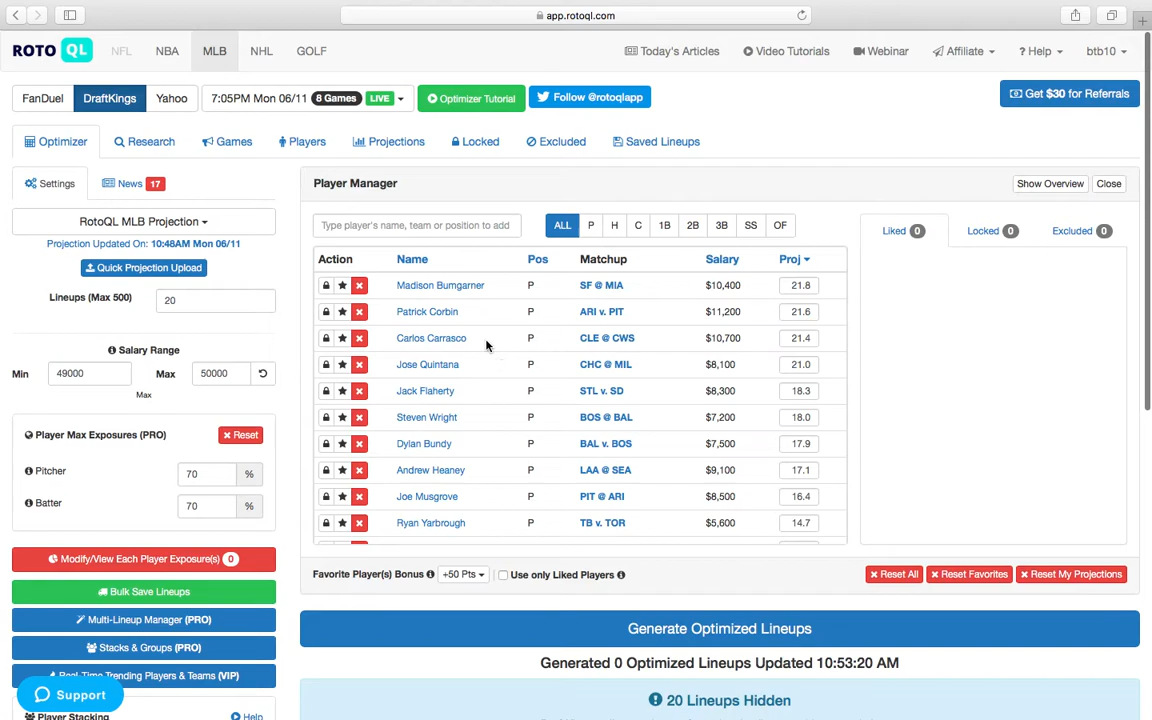 app.rotoql.com
ROTO QL NFL NBA MLB NHL GOLF Today's Articles Video Tutorials Webinar Affiliate ? Help btb10
FanDuel DraftKings Yahoo 7:05PM Mon 06/11 8 Games LIVE Optimizer Tutorial Follow @rotoqlapp Get $30 for Referrals
Optimizer Research Games Players Projections Locked Excluded Saved Lineups
Settings News 17
RotoQL MLB Projection
Projection Updated On: 10:48AM Mon 06/11
Quick Projection Upload
Lineups (Max 500) 20
Salary Range
Min 49000 Max 50000
Max
Player Max Exposures (PRO) Reset
Pitcher 70 %
Batter 70 %
Modify/View Each Player Exposure(s) 0
Bulk Save Lineups
Multi-Lineup Manager (PRO)
Stacks & Groups (PRO)
Real-Time Trending Players & Teams (VIP)
Support
Player Stacking Help
Player Manager Show Overview Close
Type player's name, team or position to add ALL P H C 1B 2B 3B SS OF
Action Name Pos Matchup Salary Proj
Madison Bumgarner P SF @ MIA $10,400 21.8
Patrick Corbin P ARI v. PIT $11,200 21.6
Carlos Carrasco P CLE @ CWS $10,700 21.4
Jose Quintana P CHC @ MIL $8,100 21.0
Jack Flaherty P STL v. SD $8,300 18.3
Steven Wright P BOS @ BAL $7,200 18.0
Dylan Bundy P BAL v. BOS $7,500 17.9
Andrew Heaney P LAA @ SEA $9,100 17.1
Joe Musgrove P PIT @ ARI $8,500 16.4
Ryan Yarbrough P TB v. TOR $5,600 14.7
Liked 0 Locked 0 Excluded 0
Favorite Player(s) Bonus +50 Pts Use only Liked Players Reset All Reset Favorites Reset My Projections
Generate Optimized Lineups
Generated 0 Optimized Lineups Updated 10:53:20 AM
20 Lineups Hidden